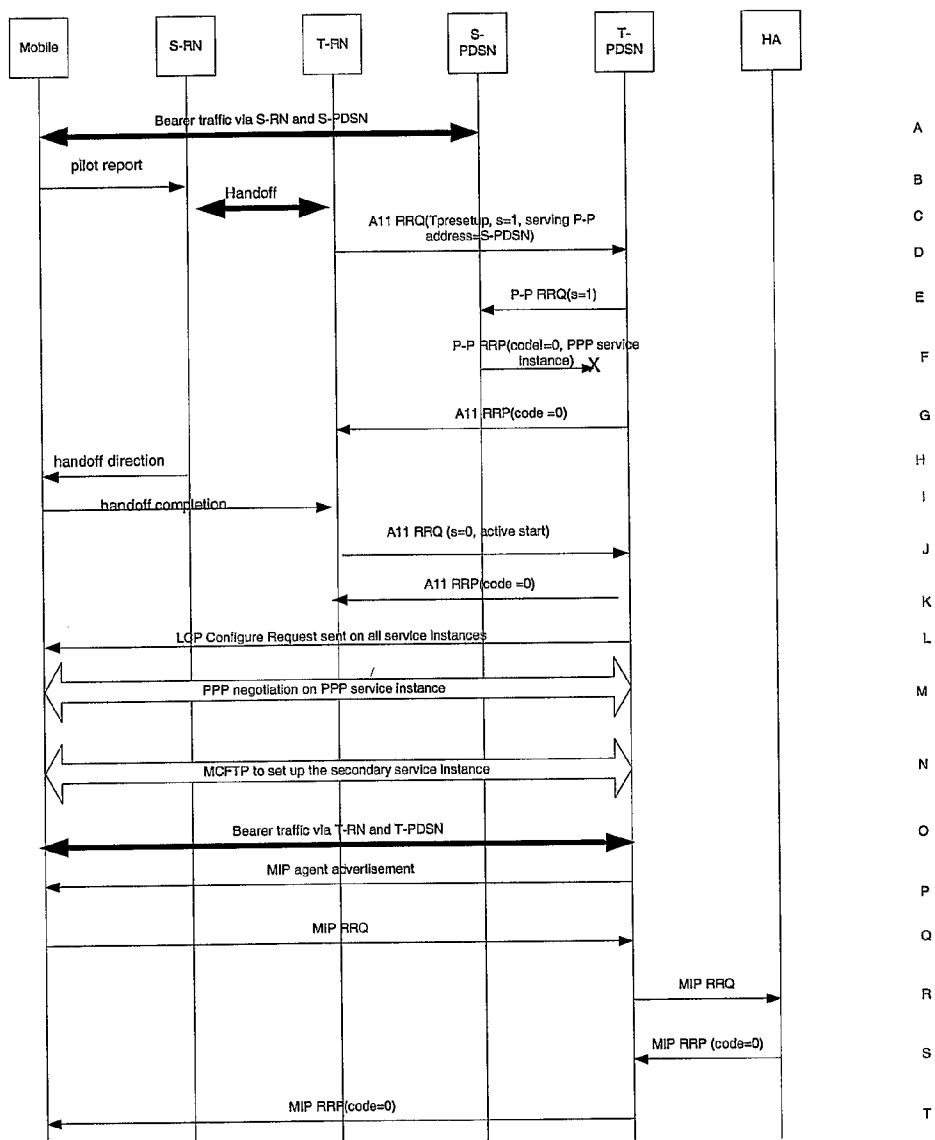 Mobile
S-RN
T-RN
S-
PDSN
T-
PDSN
HA
Bearer traffic via S-RN and S-PDSN
A
pilot report
B
Handoff
C
A11 RRQ(Tpresetup, s=1, serving P-P
address=S-PDSN)
D
P-P RRQ(s=1)
E
P-P RRP(code!=0, PPP service
instance)
X
F
A11 RRP(code =0)
G
handoff direction
H
handoff completion
I
A11 RRQ (s=0, active start)
J
A11 RRP(code =0)
K
LCP Configure Request sent on all service instances
L
PPP negotiation on PPP service instance
M
MCFTP to set up the secondary service instance
N
Bearer traffic via T-RN and T-PDSN
O
MIP agent advertisement
P
MIP RRQ
Q
MIP RRQ
R
MIP RRP (code=0)
S
MIP RRP(code=0)
T